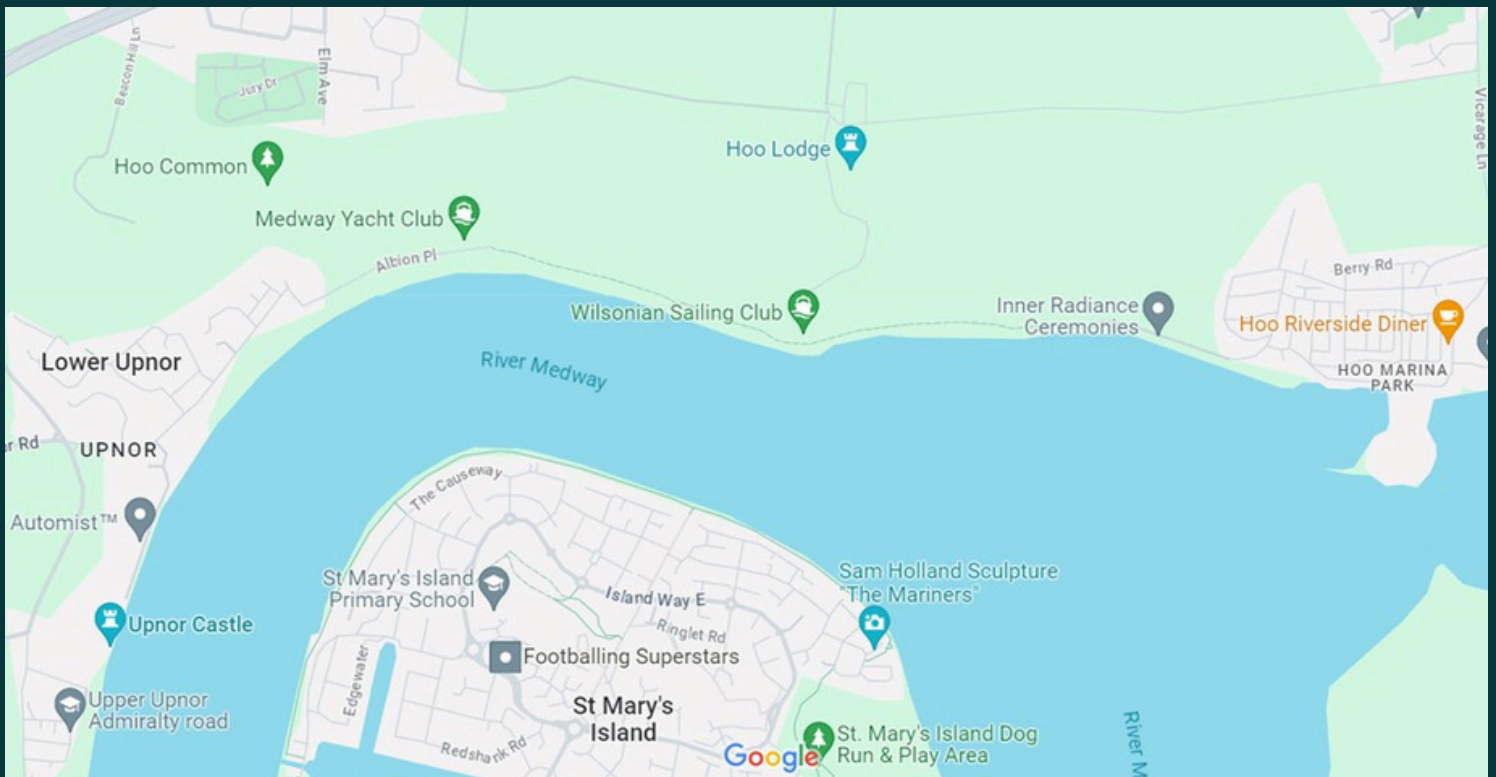 Beacon Hill Ln
Elm Ave
Jury Dr
Vicarage Ln
Hoo Common
Hoo Lodge
Medway Yacht Club
Albion Pl
Berry Rd
Wilsonian Sailing Club
Inner Radiance
Ceremonies
Hoo Riverside Diner
Lower Upnor
River Medway
HOO MARINA
PARK
r Rd
UPNOR
The Causeway
Automist™
St Mary's Island
Primary School
Sam Holland Sculpture
"The Mariners"
Island Way E
Upnor Castle
Ringlet Rd
Footballing Superstars
Edgewater
Upper Upnor
Admiralty road
St Mary's
Island
River M
Redshank Rd
St. Mary's Island Dog
Run & Play Area
Google